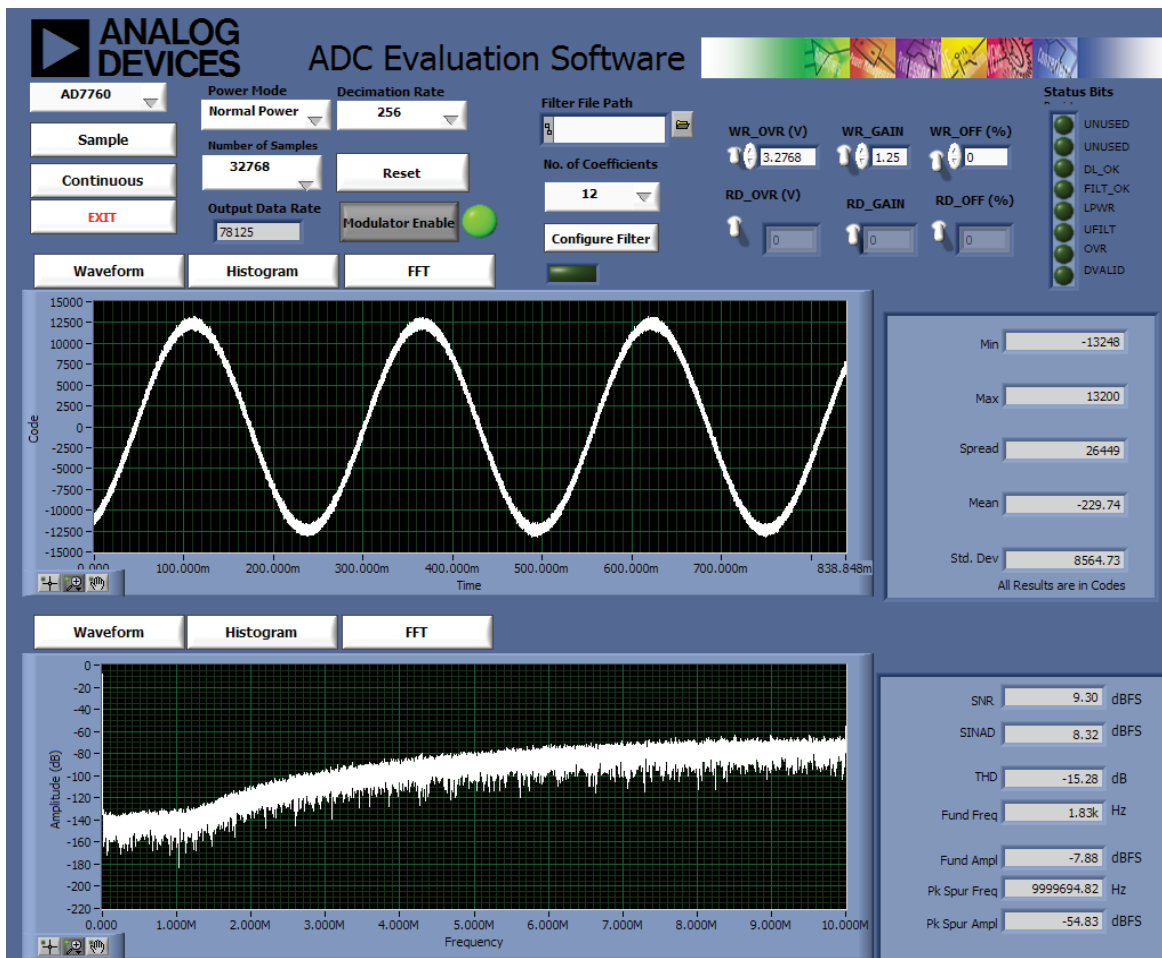 ANALOG
DEVICES
ADC Evaluation Software
AD7760
Power Mode
Normal Power
Decimation Rate
256
Filter File Path
Status Bits
Sample
Number of Samples
32768
Reset
No. of Coefficients
12
WR_OVR (V)
3.2768
WR_GAIN
1.25
WR_OFF (%)
0
UNUSED
UNUSED
DL_OK
FILT_OK
LPWR
UFILT
OVR
DVALID
Continuous
EXIT
Output Data Rate
78125
Modulator Enable
Configure Filter
RD_OVR (V)
0
RD_GAIN
0
RD_OFF (%)
0
Waveform
Histogram
FFT
15000
12500
10000
7500
5000
2500
0
-2500
-5000
-7500
-10000
-12500
-15000
Code
0.000 100.000m 200.000m 300.000m 400.000m 500.000m 600.000m 700.000m 838.848m
Time
Min -13248
Max 13200
Spread 26449
Mean -229.74
Std. Dev 8564.73
All Results are in Codes
Waveform
Histogram
FFT
0
-20
-40
-60
-80
-100
-120
-140
-160
-180
-200
-220
Amplitude (dB)
0.000 1.000M 2.000M 3.000M 4.000M 5.000M 6.000M 7.000M 8.000M 9.000M 10.000M
Frequency
SNR 9.30 dBFS
SINAD 8.32 dBFS
THD -15.28 dB
Fund Freq 1.83k Hz
Fund Ampl -7.88 dBFS
Pk Spur Freq 9999694.82 Hz
Pk Spur Ampl -54.83 dBFS